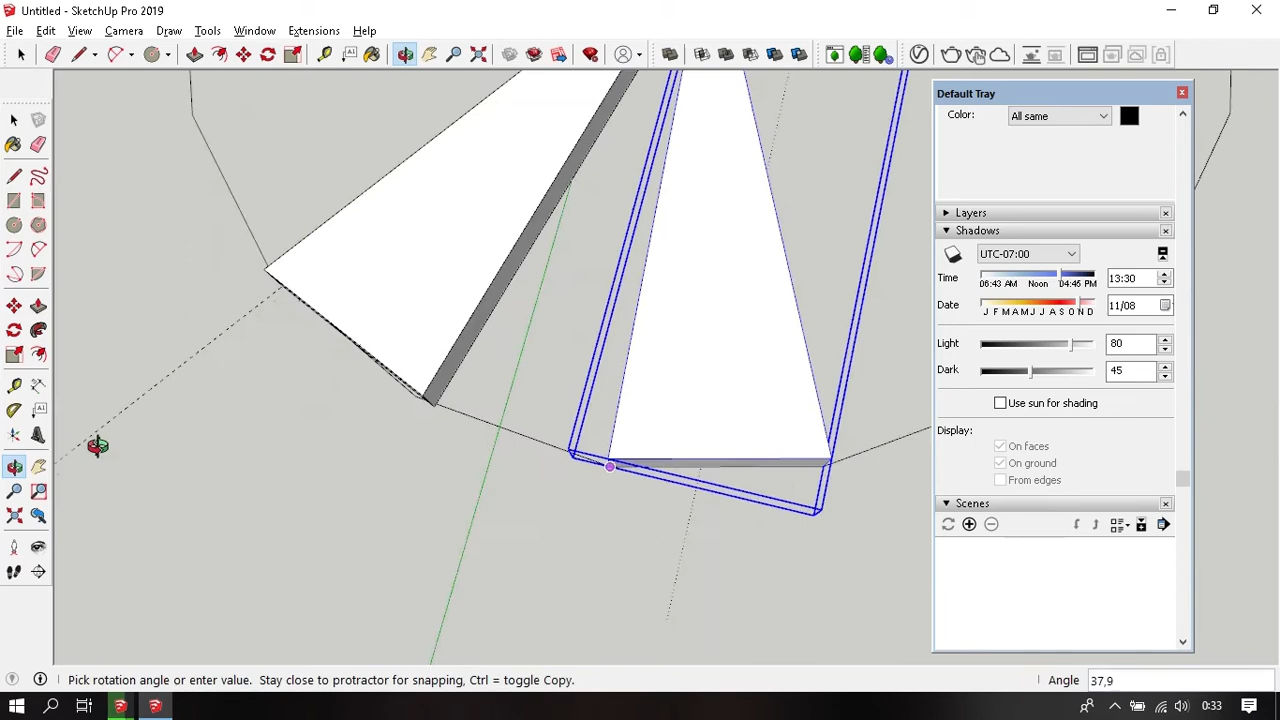 Untitled - SketchUp Pro 2019
File Edit View Camera Draw Tools Window Extensions Help
Default Tray
Color: All same
Layers
Shadows
UTC-07:00
Time 06:43 AM Noon 04:45 PM 13:30
Date J F M A M J J A S O N D 11/08
Light 80
Dark 45
Use sun for shading
Display:
On faces
On ground
From edges
Scenes
Pick rotation angle or enter value. Stay close to protractor for snapping, Ctrl = toggle Copy. Angle 37,9
0:33